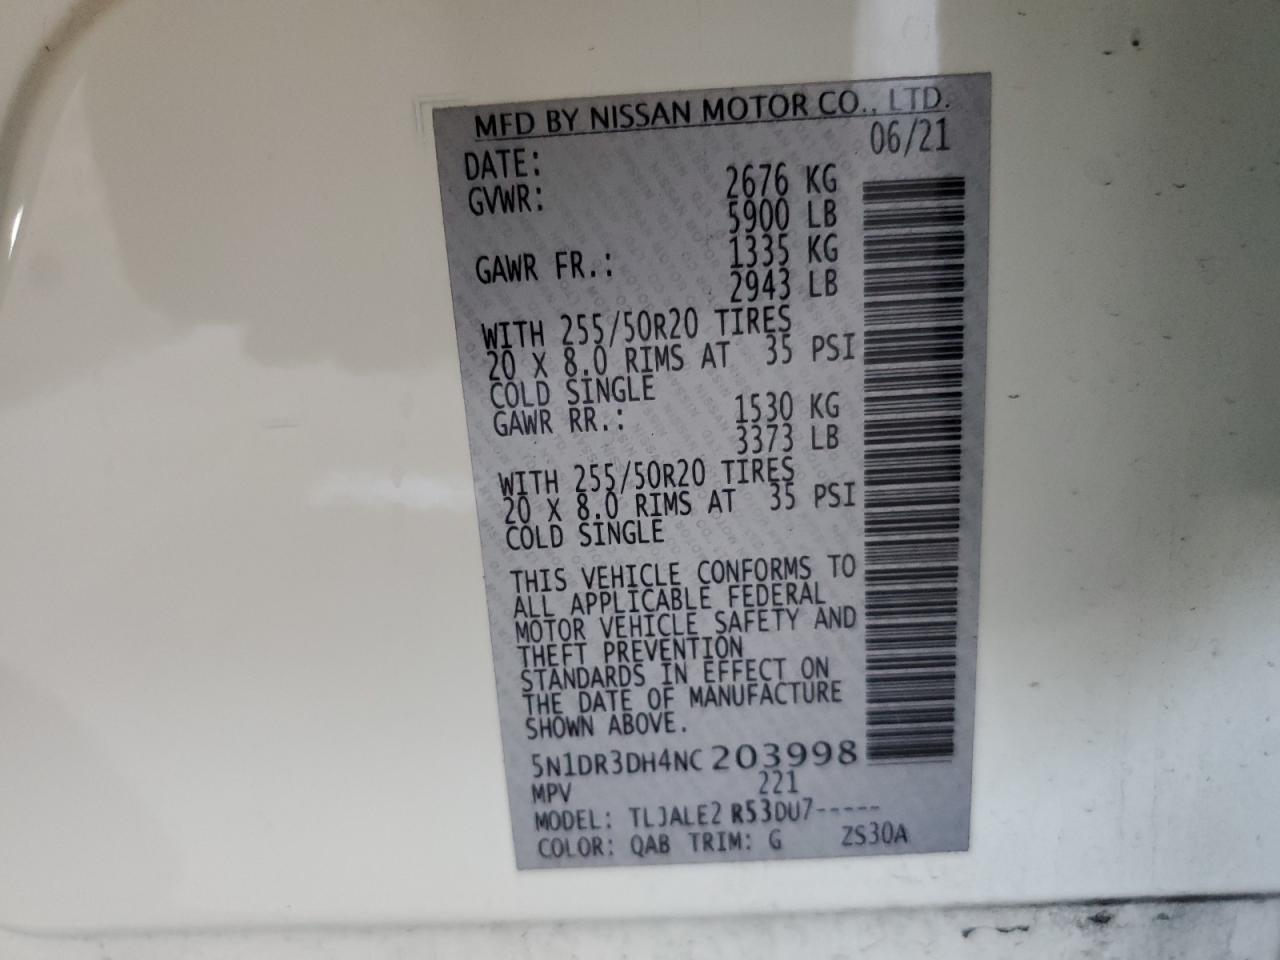 MFD BY NISSAN MOTOR CO., LTD.
DATE: 06/21
GVWR: 2676 KG
5900 LB
GAWR FR.: 1335 KG
2943 LB
WITH 255/50R20 TIRES
20 X 8.0 RIMS AT 35 PSI
COLD SINGLE
GAWR RR.: 1530 KG
3373 LB
WITH 255/50R20 TIRES
20 X 8.0 RIMS AT 35 PSI
COLD SINGLE
THIS VEHICLE CONFORMS TO
ALL APPLICABLE FEDERAL
MOTOR VEHICLE SAFETY AND
THEFT PREVENTION
STANDARDS IN EFFECT ON
THE DATE OF MANUFACTURE
SHOWN ABOVE.
5N1DR3DH4NC203998
MPV 221
MODEL: TLJALE2 R53DU7-----
COLOR: QAB TRIM: G ZS30A